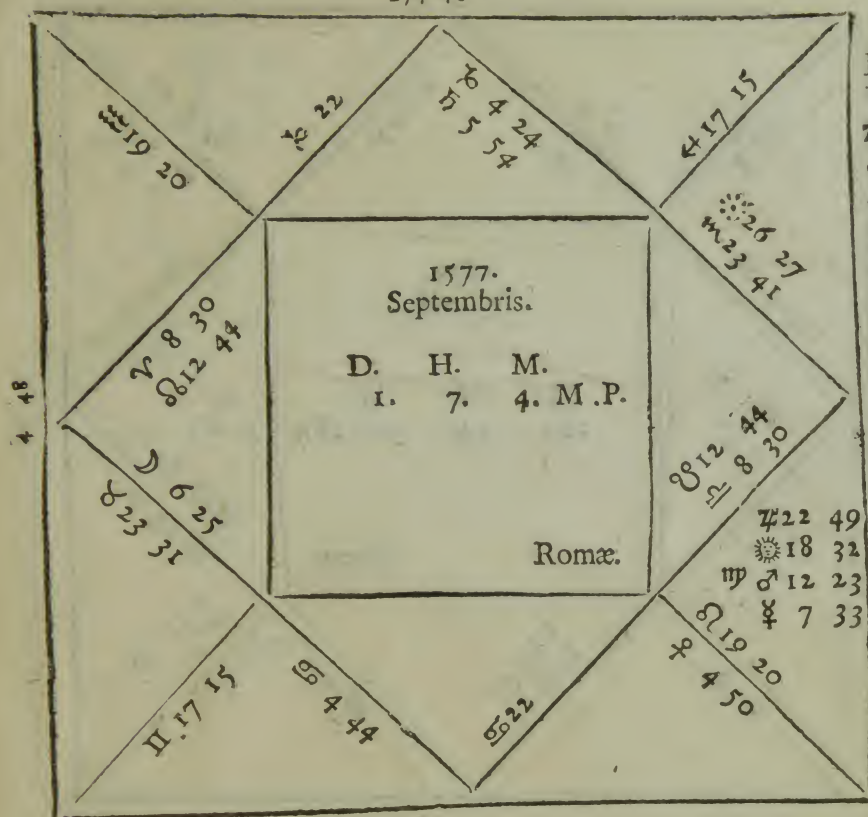 ♑ 22
♑ 4 24
♄ 5 54
♐ 17 15
♒ 19 20
☼ 26 27
♏ 23 41
♈ 8 30
☊ 12 44
1577.
Septembris.
D. H. M.
1. 7. 4. M.P.
Romæ.
4 48
☋ 12 44
♎ 8 30
☽ 6 25
♉ 23 31
♃ 22 49
☼ 18 32
♍ ♂ 12 23
☿ 7 33
♊ 17 15
♋ 4 44
♋ 22
♌ 19 20
♀ 4 50